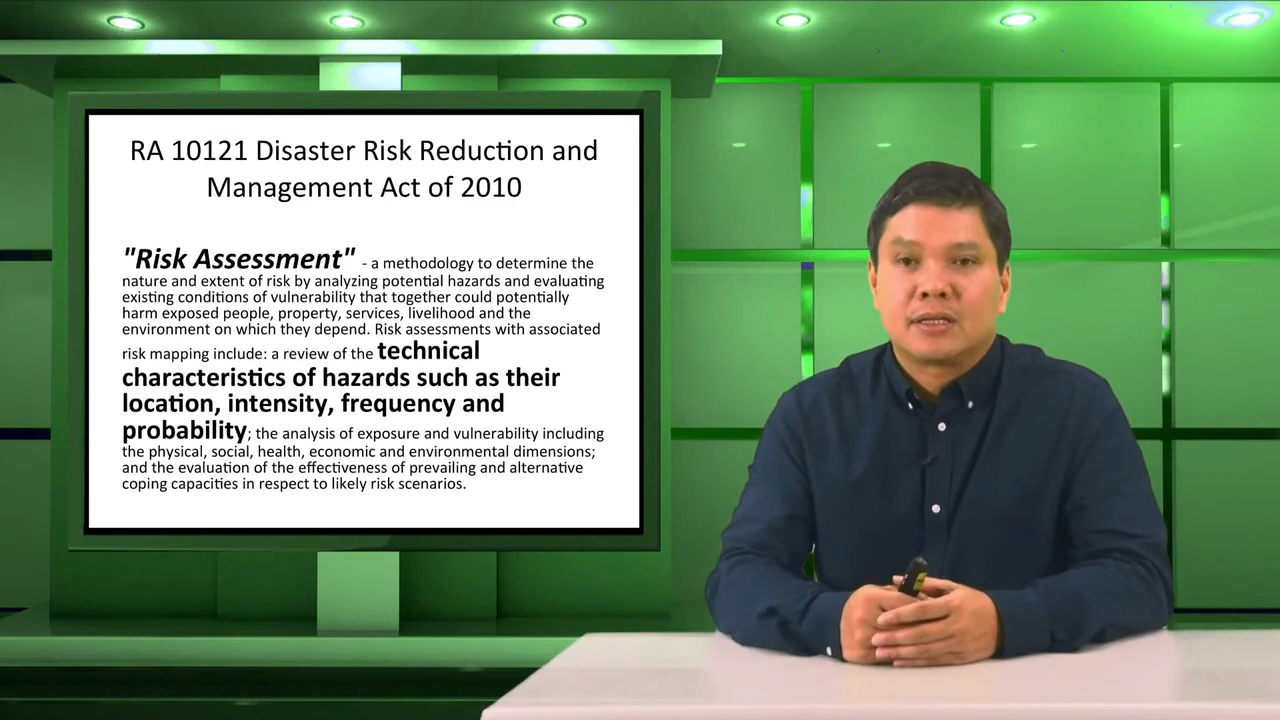 RA 10121 Disaster Risk Reduction and
Management Act of 2010
"Risk Assessment" - a methodology to determine the
nature and extent of risk by analyzing potential hazards and evaluating
existing conditions of vulnerability that together could potentially
harm exposed people, property, services, livelihood and the
environment on which they depend. Risk assessments with associated
risk mapping include: a review of the technical
characteristics of hazards such as their
location, intensity, frequency and
probability; the analysis of exposure and vulnerability including
the physical, social, health, economic and environmental dimensions;
and the evaluation of the effectiveness of prevailing and alternative
coping capacities in respect to likely risk scenarios.